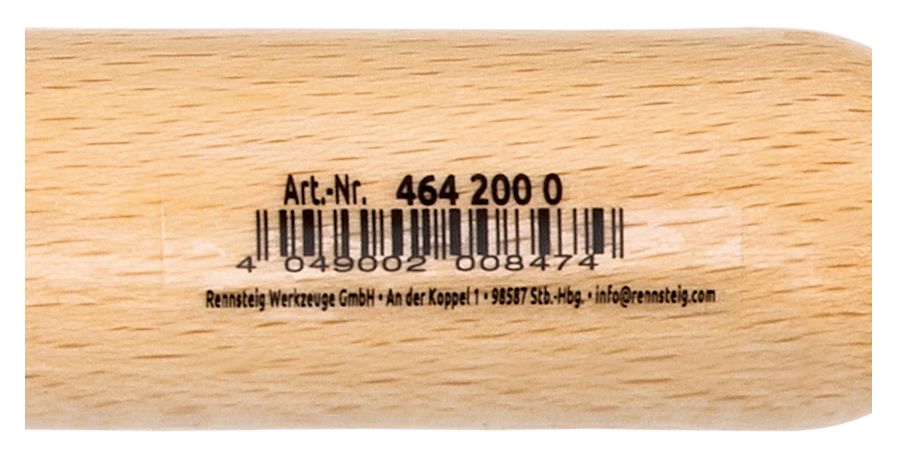 Art.-Nr. 464 200 0
4 049002 008474
Rennsteig Werkzeuge GmbH • An der Koppel 1 • 98587 Stb.-Hbg. • info@rennsteig.com